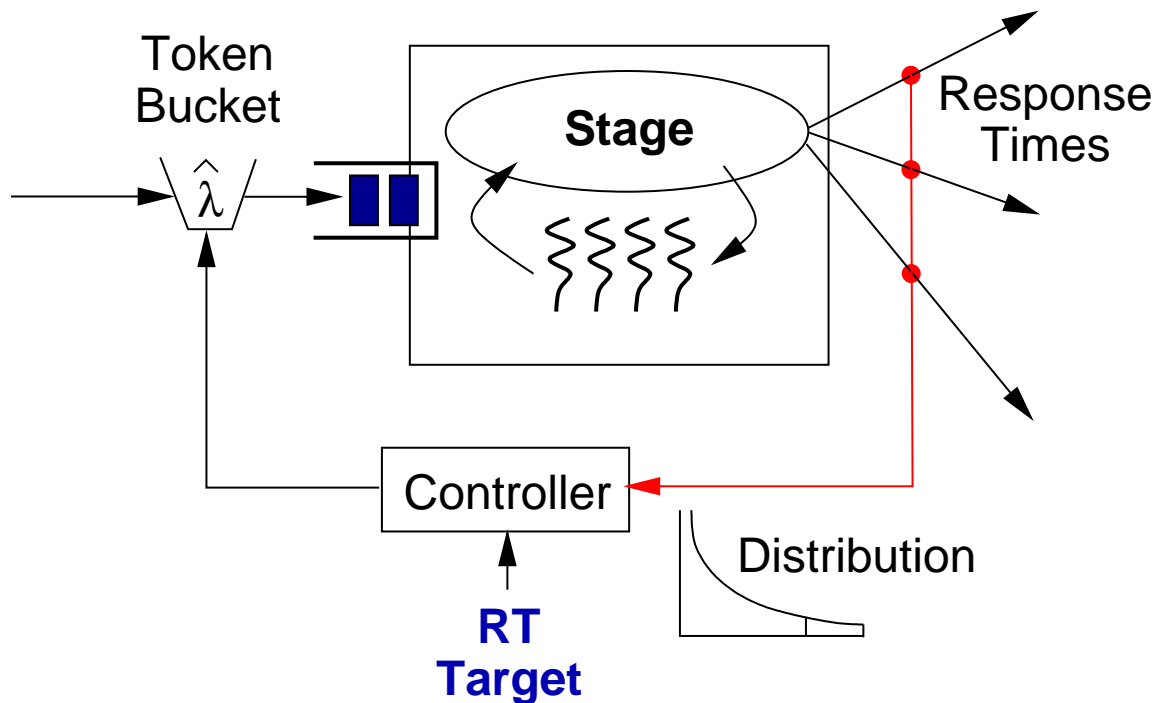 Token
Bucket
λ̂
Stage
Response
Times
Controller
Distribution
RT
Target